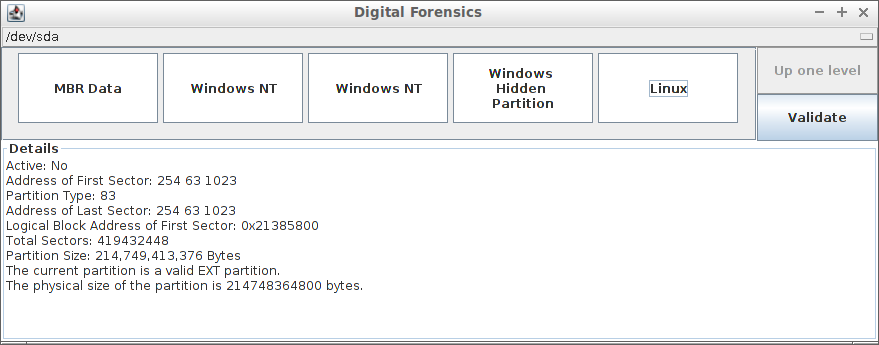 Digital Forensics
/dev/sda
MBR Data
Windows NT
Windows NT
Windows
Hidden
Partition
Linux
Up one level
Validate
Details
Active: No
Address of First Sector: 254 63 1023
Partition Type: 83
Address of Last Sector: 254 63 1023
Logical Block Address of First Sector: 0x21385800
Total Sectors: 419432448
Partition Size: 214,749,413,376 Bytes
The current partition is a valid EXT partition.
The physical size of the partition is 214748364800 bytes.